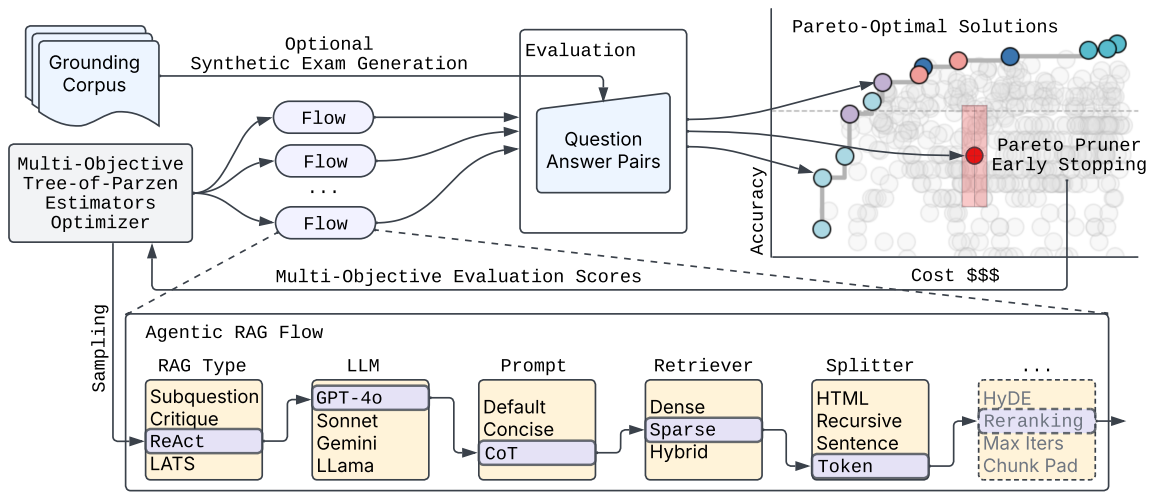 Grounding
Corpus
Optional
Synthetic Exam Generation
Multi-Objective
Tree-of-Parzen
Estimators
Optimizer
Flow
Flow
...
Flow
Evaluation
Question
Answer Pairs
Pareto-Optimal Solutions
Pareto Pruner
Early Stopping
Accuracy
Cost $$$
Multi-Objective Evaluation Scores
Sampling
Agentic RAG Flow
RAG Type
Subquestion
Critique
ReAct
LATS
LLM
GPT-4o
Sonnet
Gemini
LLama
Prompt
Default
Concise
CoT
Retriever
Dense
Sparse
Hybrid
Splitter
HTML
Recursive
Sentence
Token
...
HyDE
Reranking
Max Iters
Chunk Pad